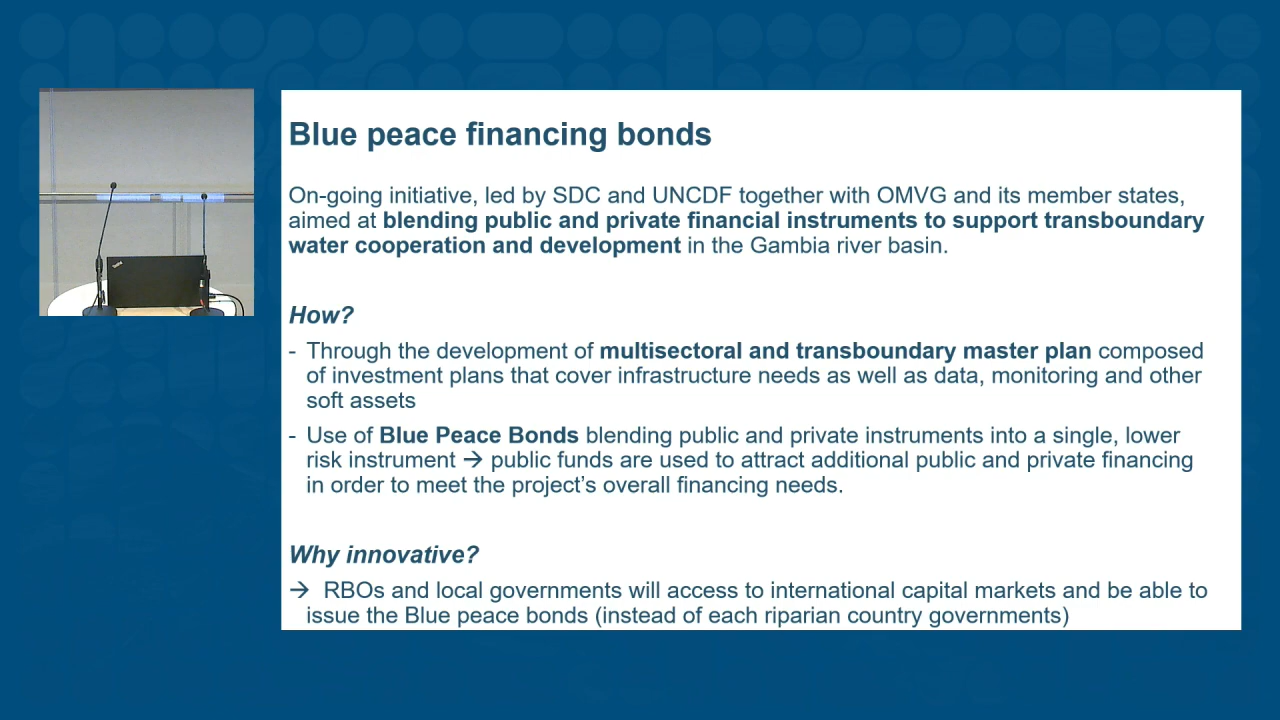 Blue peace financing bonds
On-going initiative, led by SDC and UNCDF together with OMVG and its member states,
aimed at blending public and private financial instruments to support transboundary
water cooperation and development in the Gambia river basin.
How?
- Through the development of multisectoral and transboundary master plan composed
of investment plans that cover infrastructure needs as well as data, monitoring and other
soft assets
- Use of Blue Peace Bonds blending public and private instruments into a single, lower
risk instrument → public funds are used to attract additional public and private financing
in order to meet the project's overall financing needs.
Why innovative?
→ RBOs and local governments will access to international capital markets and be able to
issue the Blue peace bonds (instead of each riparian country governments)